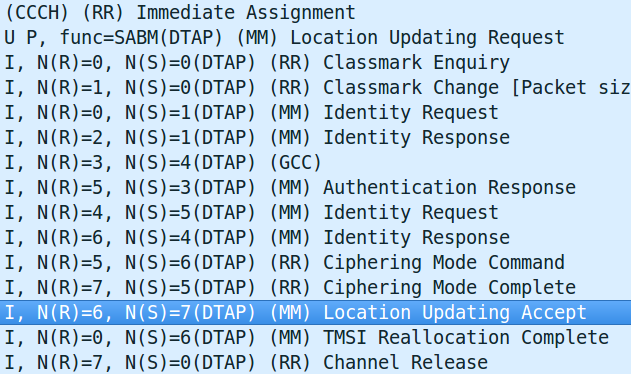 (CCCH) (RR) Immediate Assignment
U P, func=SABM(DTAP) (MM) Location Updating Request
I, N(R)=0, N(S)=0(DTAP) (RR) Classmark Enquiry
I, N(R)=1, N(S)=0(DTAP) (RR) Classmark Change [Packet siz
I, N(R)=0, N(S)=1(DTAP) (MM) Identity Request
I, N(R)=2, N(S)=1(DTAP) (MM) Identity Response
I, N(R)=3, N(S)=4(DTAP) (GCC)
I, N(R)=5, N(S)=3(DTAP) (MM) Authentication Response
I, N(R)=4, N(S)=5(DTAP) (MM) Identity Request
I, N(R)=6, N(S)=4(DTAP) (MM) Identity Response
I, N(R)=5, N(S)=6(DTAP) (RR) Ciphering Mode Command
I, N(R)=7, N(S)=5(DTAP) (RR) Ciphering Mode Complete
I, N(R)=6, N(S)=7(DTAP) (MM) Location Updating Accept
I, N(R)=0, N(S)=6(DTAP) (MM) TMSI Reallocation Complete
I, N(R)=7, N(S)=0(DTAP) (RR) Channel Release